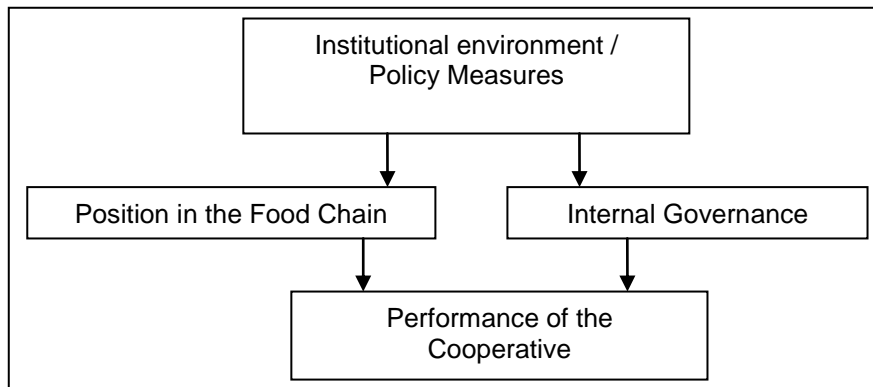 Institutional environment /
Policy Measures
Position in the Food Chain
Internal Governance
Performance of the
Cooperative